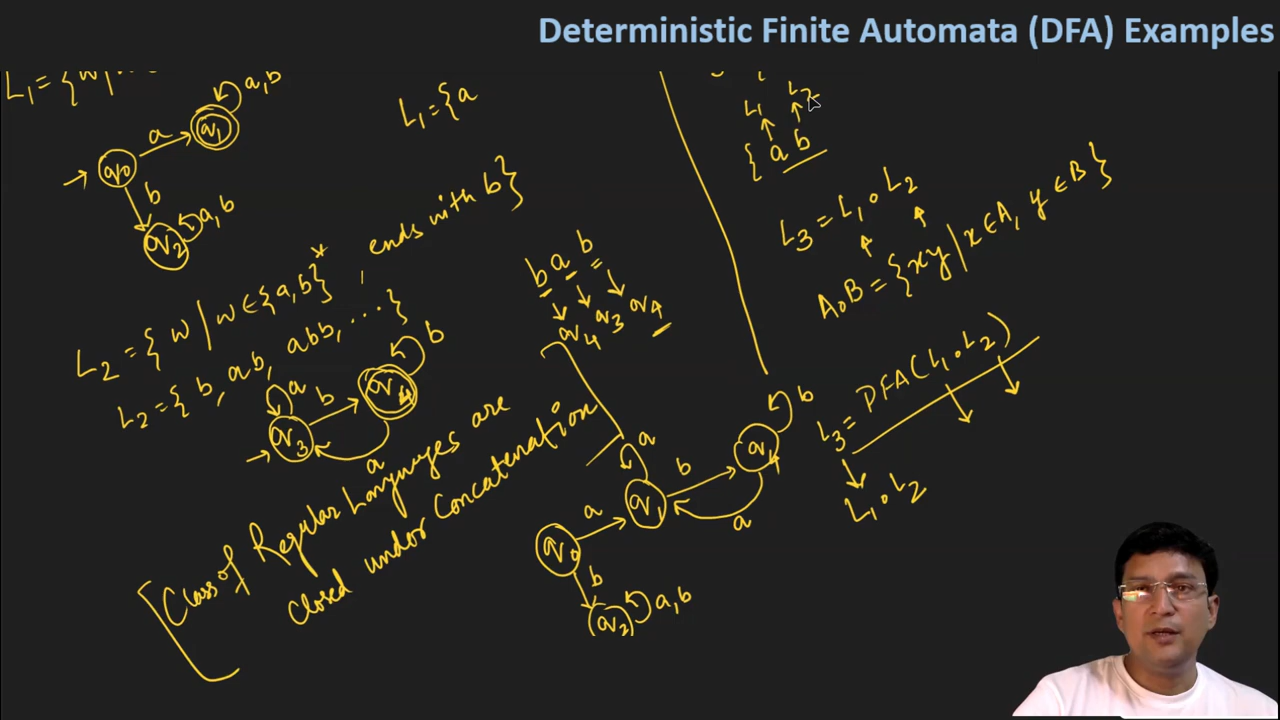 Deterministic Finite Automata (DFA) Examples
L₁ = {w|
a, b
a
q₁
q₀
b
a, b
q₂
L₁ = {a
L₁ L₂
{ a b
L₃ = L₁ ∘ L₂
A∘B = {xy | x ∈ A, y ∈ B}
L₂ = {w | w ∈ {a, b}*, ends with b}
L₂ = {b, ab, abb, ...}
b a b
q₄ q₃ q₄
a
b
b
q₃
q₄
a
L₃ = DFA(L₁∘L₂)
L₁∘L₂
[Class of Regular Languages are
closed under Concatenation
a
b
b
q₄
q₁
a
a
q₀
b
a, b
q₂